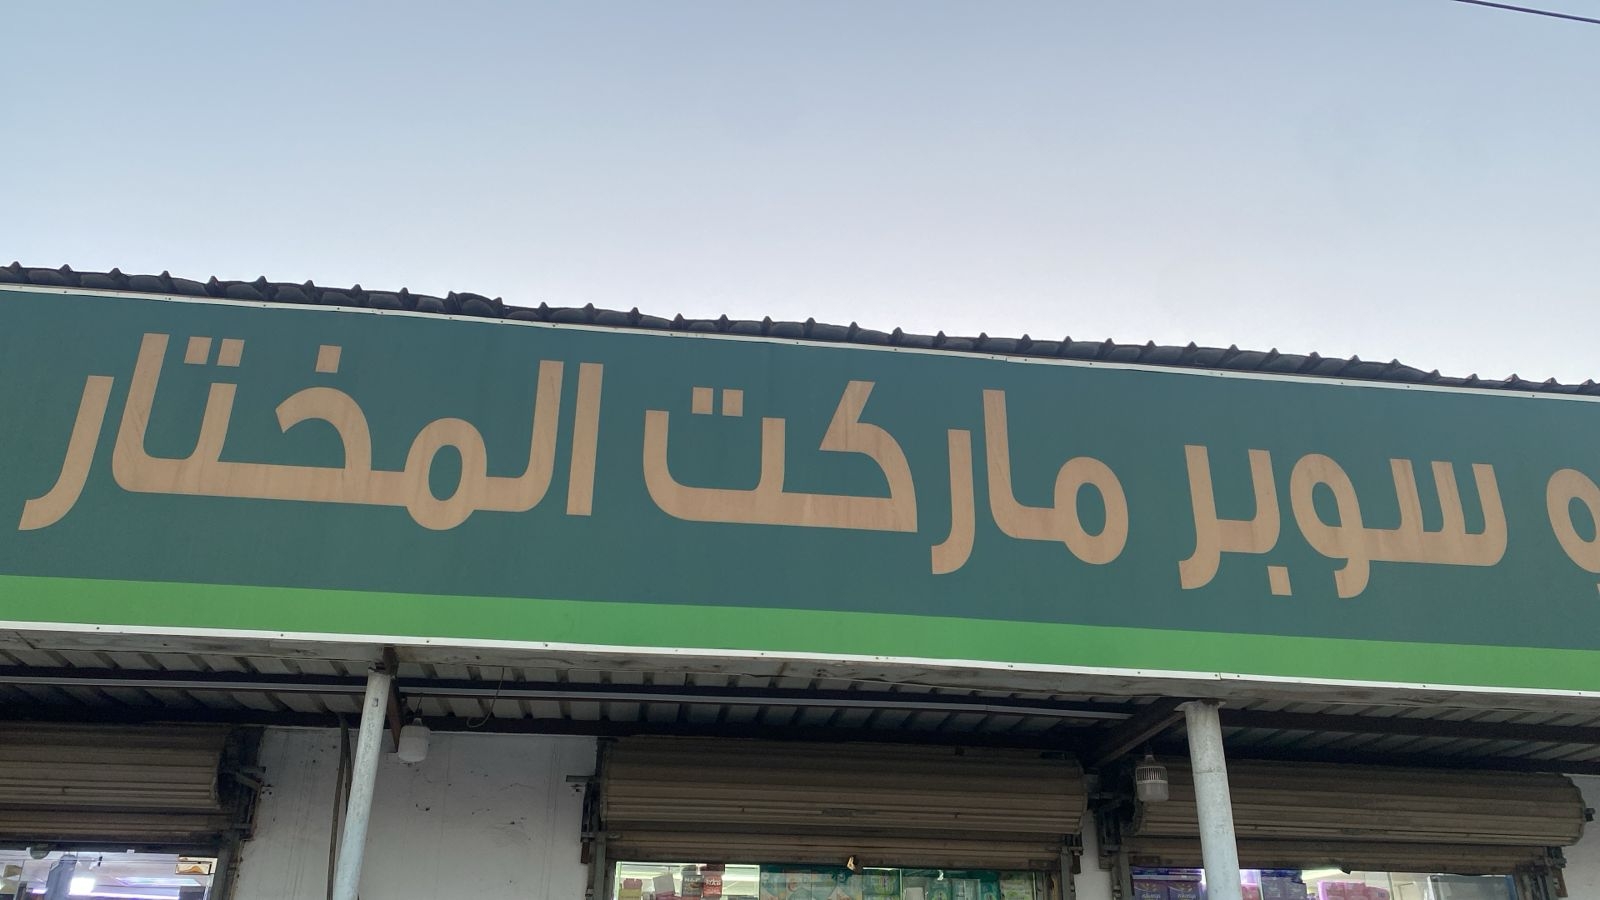 سوبر ماركت المختار